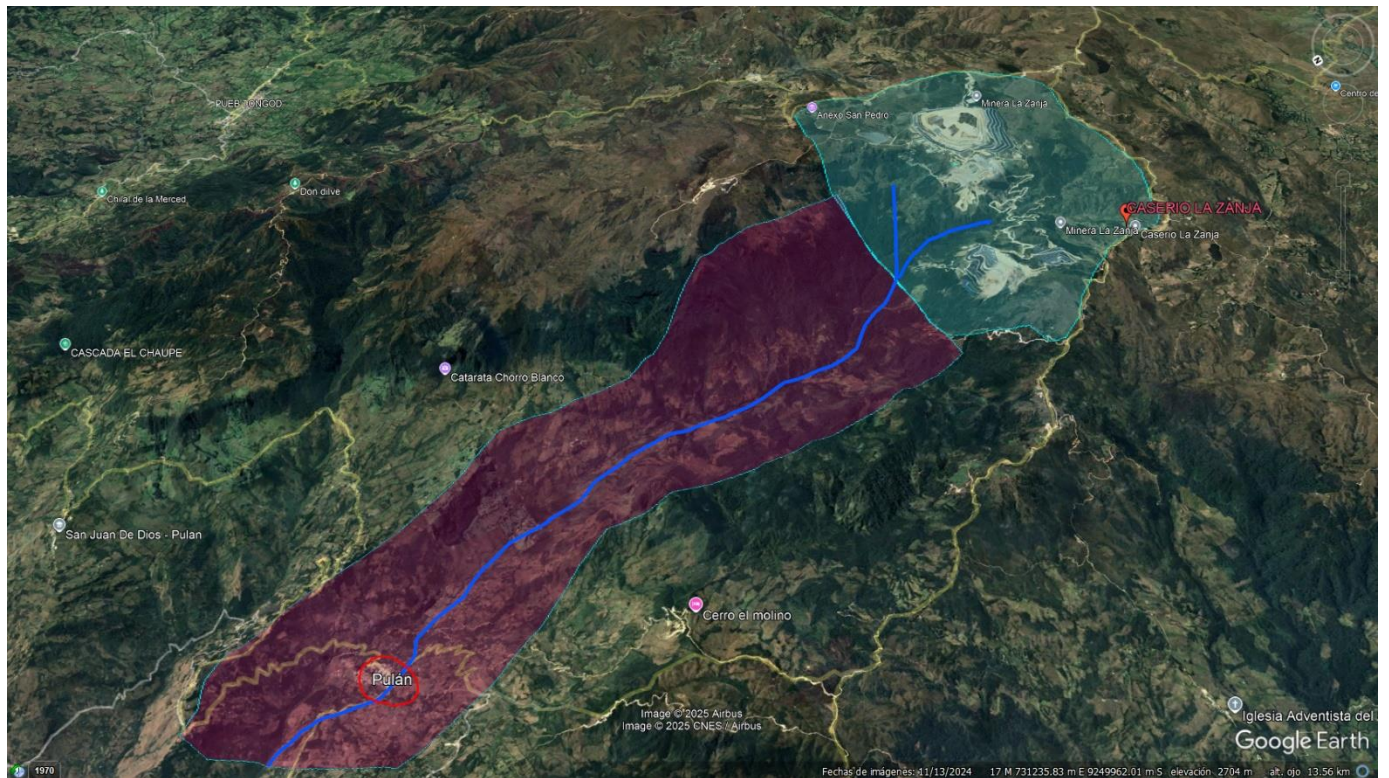 PUEB TONGOD
Minera La Zanja
Centro de
Anexo San Pedro
Chiral de la Merced
Don dilve
CASERIO LA ZANJA
Minera La Zanja
Caserio La Zanja
CASCADA EL CHAUPE
Catarata Chorro Blanco
San Juan De Dios - Pulan
Cerro el molino
Pulán
Image © 2025 Airbus
Image © 2025 CNES / Airbus
Iglesia Adventista del
Google Earth
1970
Fechas de imágenes: 11/13/2024 17 M 731235.83 m E 9249962.01 m S elevación 2704 m alt. ojo 13.56 km